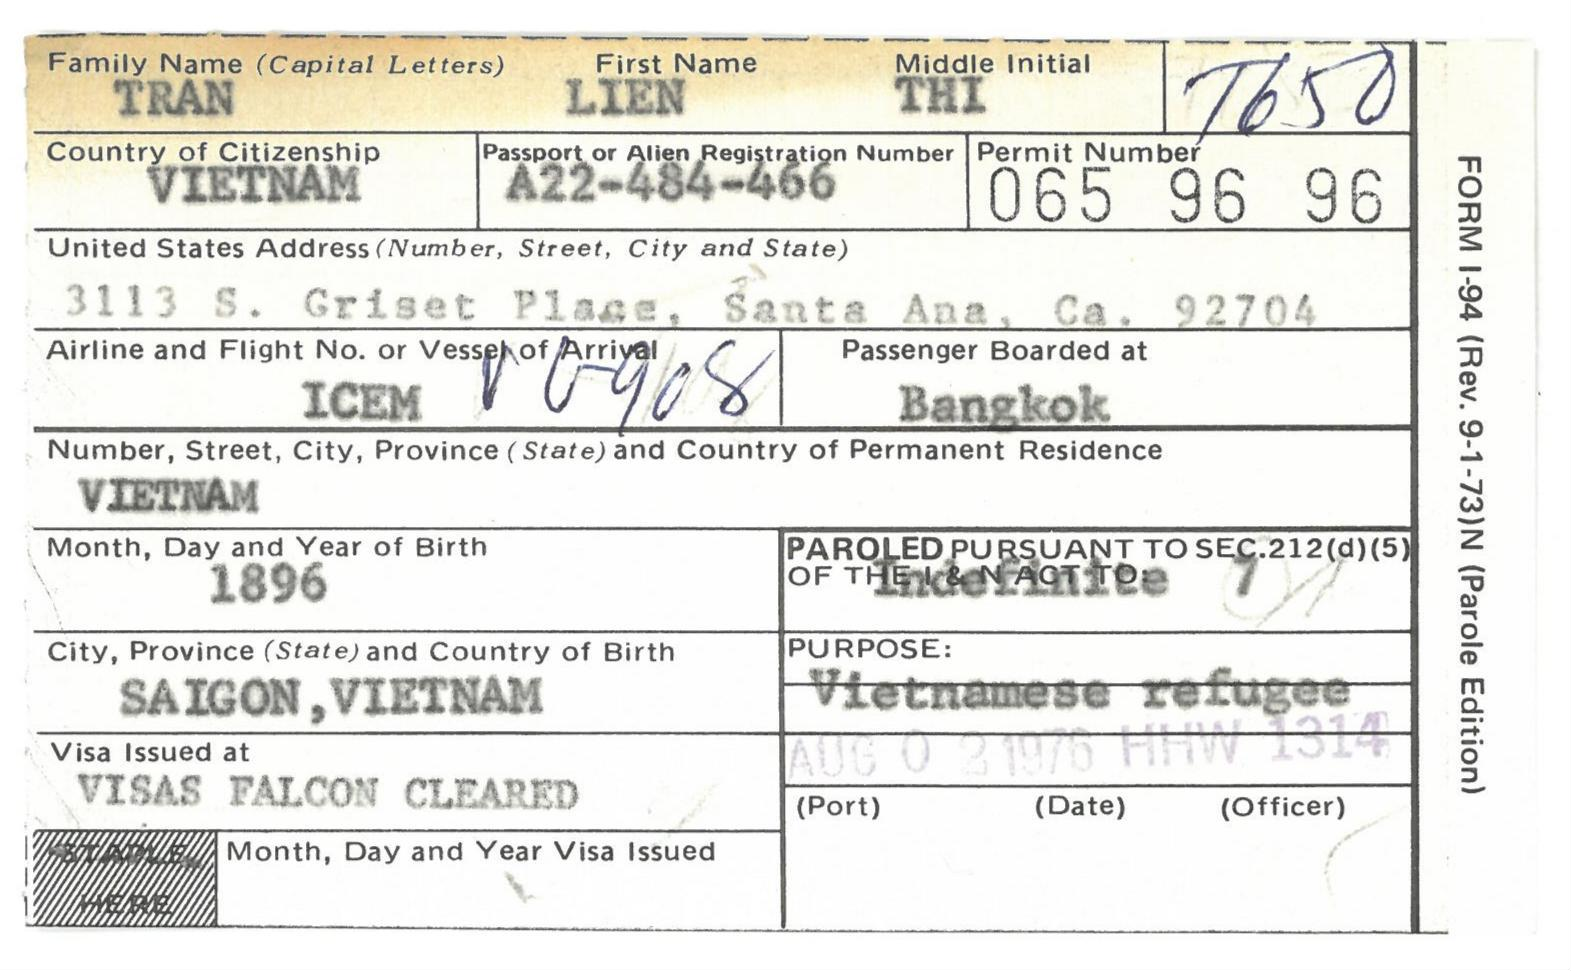 Family Name (Capital Letters) First Name Middle Initial
TRAN LIEN THI T650
Country of Citizenship Passport or Alien Registration Number Permit Number
VIETNAM A22-484-466 065 96 96
United States Address (Number, Street, City and State)
3113 S. Griset Place, Santa Ana, Ca. 92704
Airline and Flight No. or Vessel of Arrival Passenger Boarded at
ICEM VG-908 Bangkok
Number, Street, City, Province (State) and Country of Permanent Residence
VIETNAM
Month, Day and Year of Birth
1896
PAROLED PURSUANT TO SEC.212(d)(5)
OF THE I & N ACT TO:
Indefinite 7
City, Province (State) and Country of Birth
SAIGON,VIETNAM
PURPOSE:
Vietnamese refugee
Visa Issued at
VISAS FALCON CLEARED
AUG 0 2 1976 HHW 1314
(Port) (Date) (Officer)
STAPLE
HERE
Month, Day and Year Visa Issued
FORM I-94 (Rev. 9-1-73)N (Parole Edition)